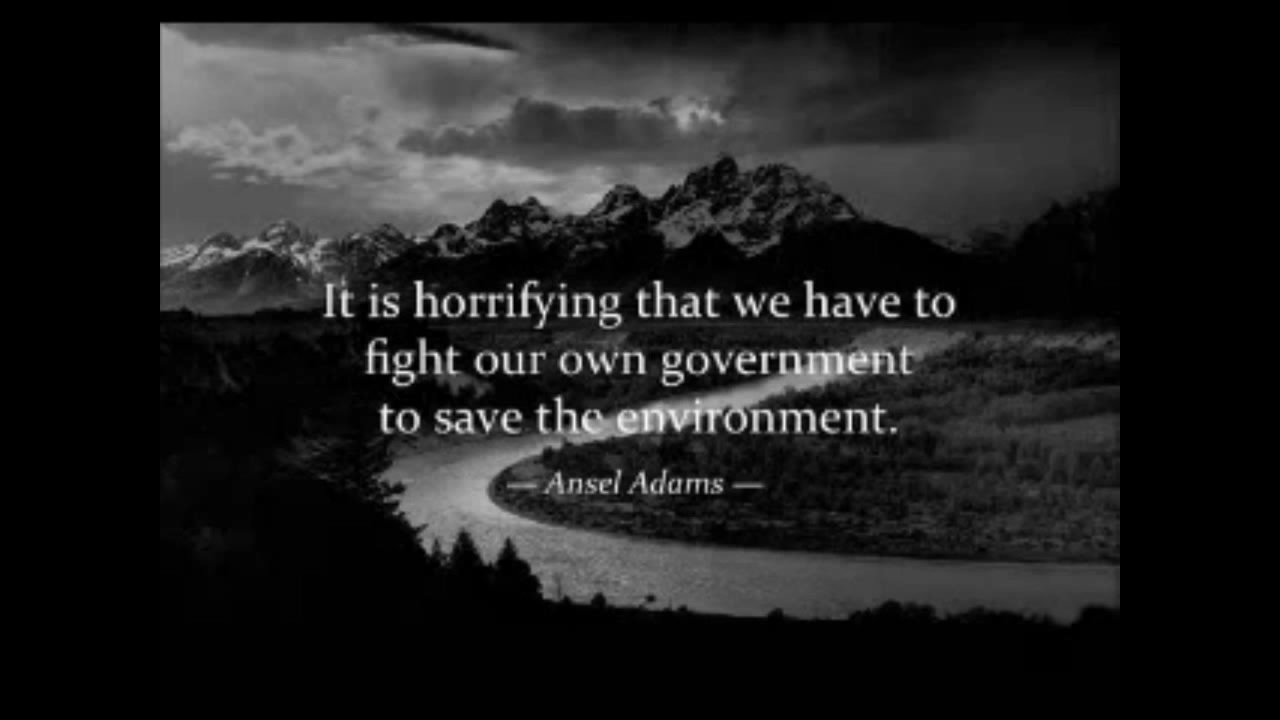 It is horrifying that we have to
fight our own government
to save the environment.
— Ansel Adams —